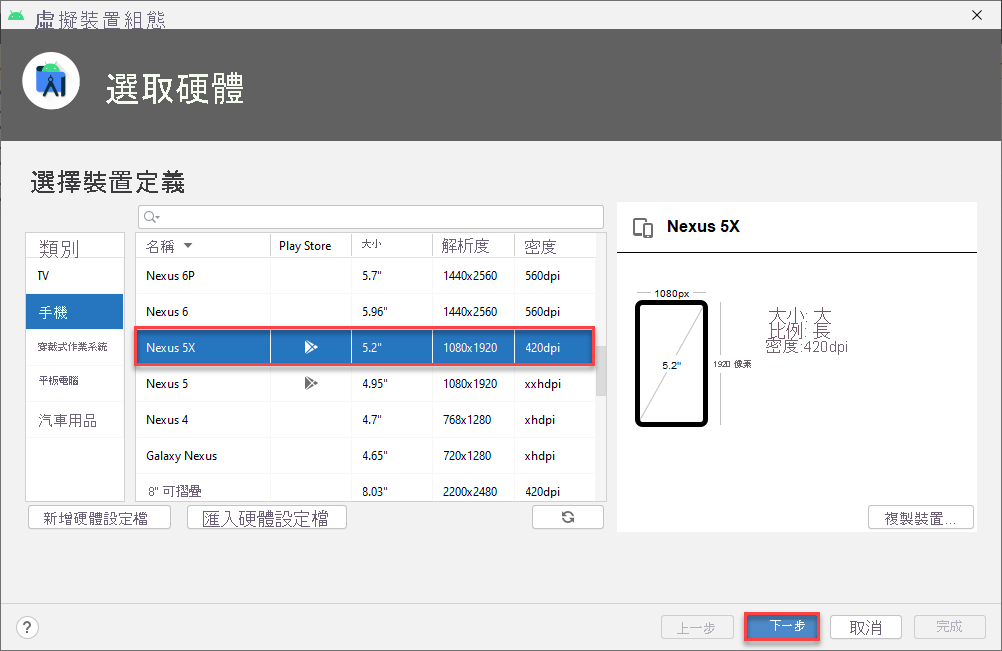 虛擬裝置組態
選取硬體
選擇裝置定義
類別
TV
手機
穿戴式作業系統
平板電腦
汽車用品
名稱 Play Store 大小 解析度 密度
Nexus 6P 5.7" 1440x2560 560dpi
Nexus 6 5.96" 1440x2560 560dpi
Nexus 5X 5.2" 1080x1920 420dpi
Nexus 5 4.95" 1080x1920 xxhdpi
Nexus 4 4.7" 768x1280 xhdpi
Galaxy Nexus 4.65" 720x1280 xhdpi
8" 可摺疊 8.03" 2200x2480 420dpi
新增硬體設定檔 匯入硬體設定檔
Nexus 5X
1080px
5.2"
1920 像素
大小: 大
比例: 長
密度:420dpi
複製裝置...
? 上一步 下一步 取消 完成